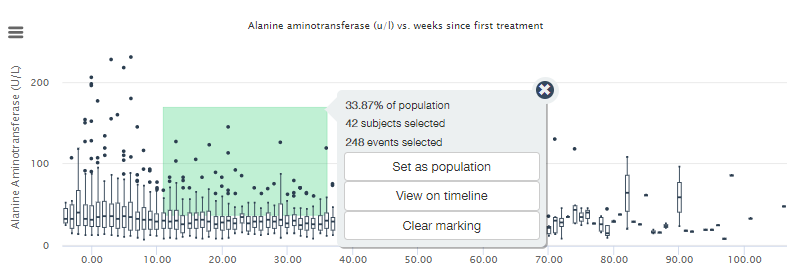 Alanine aminotransferase (u/l) vs. weeks since first treatment
Alanine Aminotransferase (U/L)
200
100
0
33.87% of population
42 subjects selected
248 events selected
Set as population
View on timeline
Clear marking
0.00 10.00 20.00 30.00 40.00 50.00 60.00 70.00 80.00 90.00 100.00